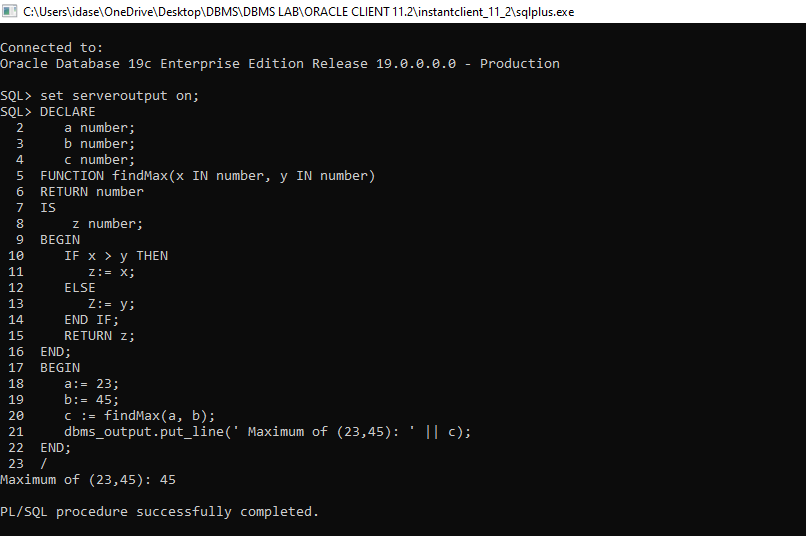 C:\Users\idase\OneDrive\Desktop\DBMS\DBMS LAB\ORACLE CLIENT 11.2\instantclient_11_2\sqlplus.exe
Connected to:
Oracle Database 19c Enterprise Edition Release 19.0.0.0.0 - Production
SQL> set serveroutput on;
SQL> DECLARE
  2     a number;
  3     b number;
  4     c number;
  5  FUNCTION findMax(x IN number, y IN number)
  6  RETURN number
  7  IS
  8      z number;
  9  BEGIN
 10     IF x > y THEN
 11        z:= x;
 12     ELSE
 13        Z:= y;
 14     END IF;
 15     RETURN z;
 16  END;
 17  BEGIN
 18     a:= 23;
 19     b:= 45;
 20     c := findMax(a, b);
 21     dbms_output.put_line(' Maximum of (23,45): ' || c);
 22  END;
 23  /
Maximum of (23,45): 45
PL/SQL procedure successfully completed.